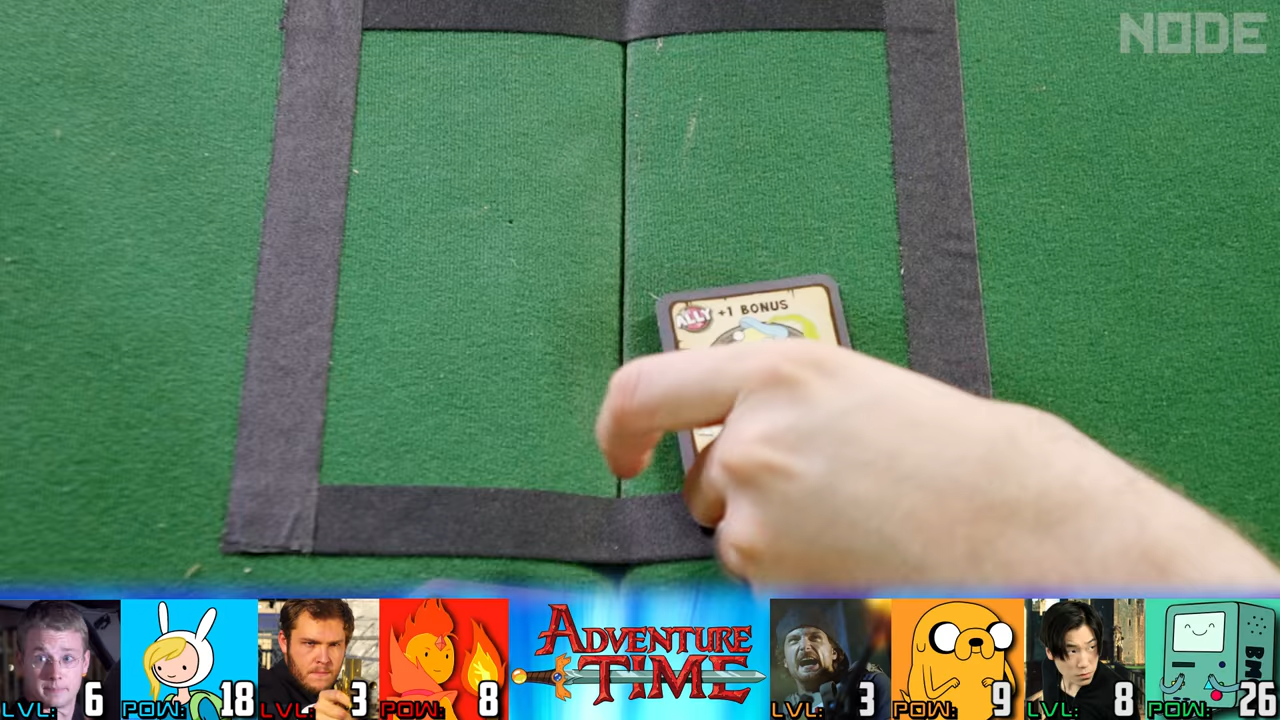 NODE
ALLY +1 BONUS
ADVENTURE
TIME
LVL: 6
POW: 18
LVL: 3
POW: 8
LVL: 3
POW: 9
LVL: 8
POW: 26